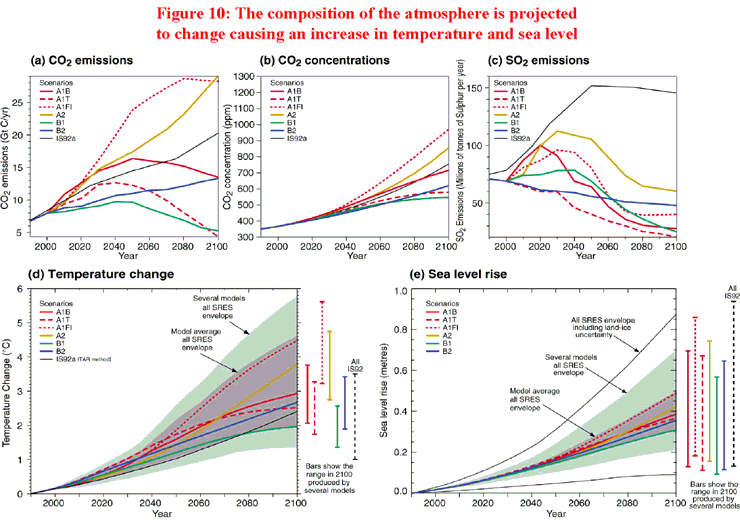 Figure 10: The composition of the atmosphere is projected
to change causing an increase in temperature and sea level
(a) CO2 emissions
CO2 emissions (Gt C/yr)
25
20
15
10
5
Scenarios
A1B
A1T
A1FI
A2
B1
B2
IS92a
2000
2020
2040
2060
2080
2100
Year
(b) CO2 concentrations
CO2 concentration (ppm)
1300
1200
1100
1000
900
800
700
600
500
400
300
Scenarios
A1B
A1T
A1FI
A2
B1
B2
IS92a
2000
2020
2040
2060
2080
2100
Year
(c) SO2 emissions
SO2 Emissions (Millions of tonnes of Sulphur per year)
150
100
50
Scenarios
A1B
A1T
A1FI
A2
B1
B2
IS92a
2000
2020
2040
2060
2080
2100
Year
(d) Temperature change
Temperature Change (°C)
6
5
4
3
2
1
0
Scenarios
A1B
A1T
A1FI
A2
B1
B2
IS92a (TAR method)
Several models
all SRES
envelope
Model average
all SRES
envelope
All
IS92
Bars show the
range in 2100
produced by
several models
2000
2020
2040
2060
2080
2100
Year
(e) Sea level rise
Sea level rise (metres)
1.0
0.8
0.6
0.4
0.2
0.0
Scenarios
A1B
A1T
A1FI
A2
B1
B2
All SRES envelope
including land-ice
uncertainty
Several models
all SRES
envelope
Model average
all SRES
envelope
All
IS92
Bars show the
range in 2100
produced by
several models
2000
2020
2040
2060
2080
2100
Year